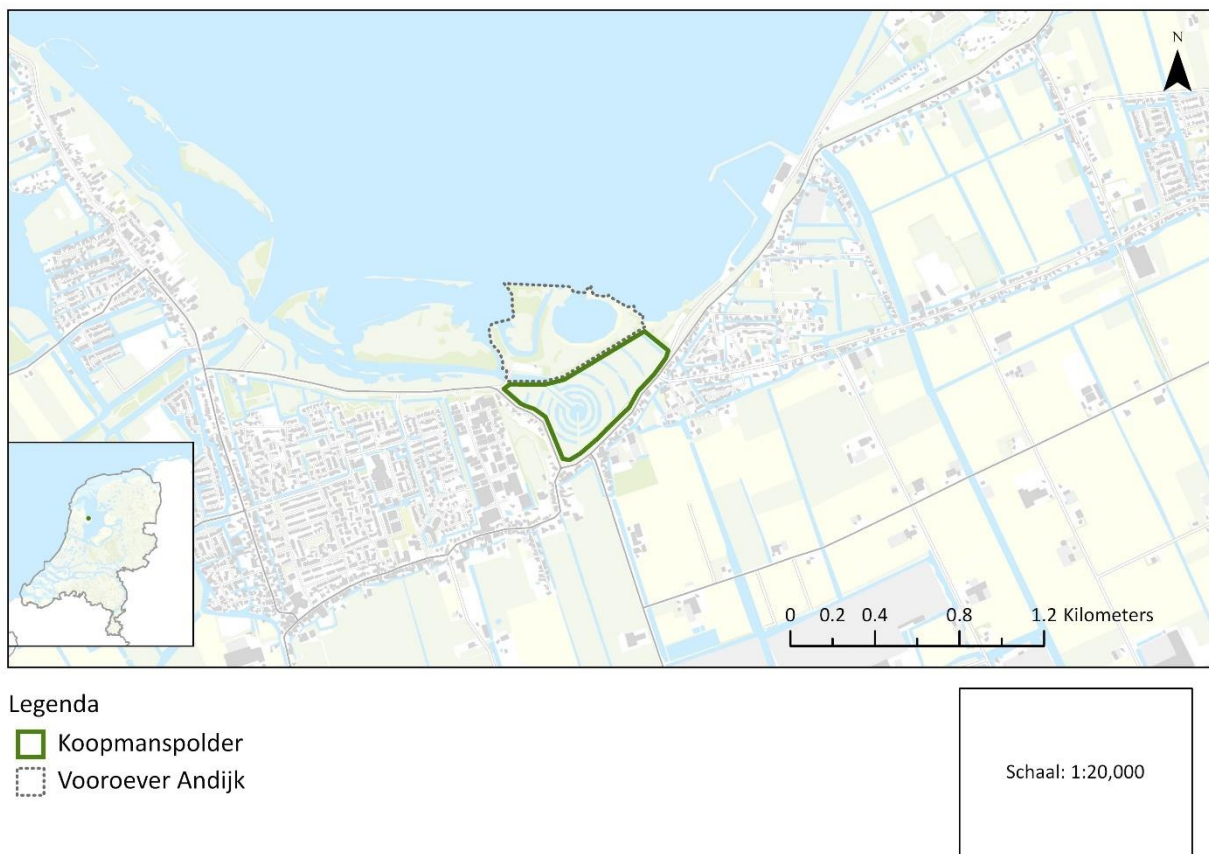 N
0 0.2 0.4 0.8 1.2 Kilometers
Legenda
Koopmanspolder
Vooroever Andijk
Schaal: 1:20,000